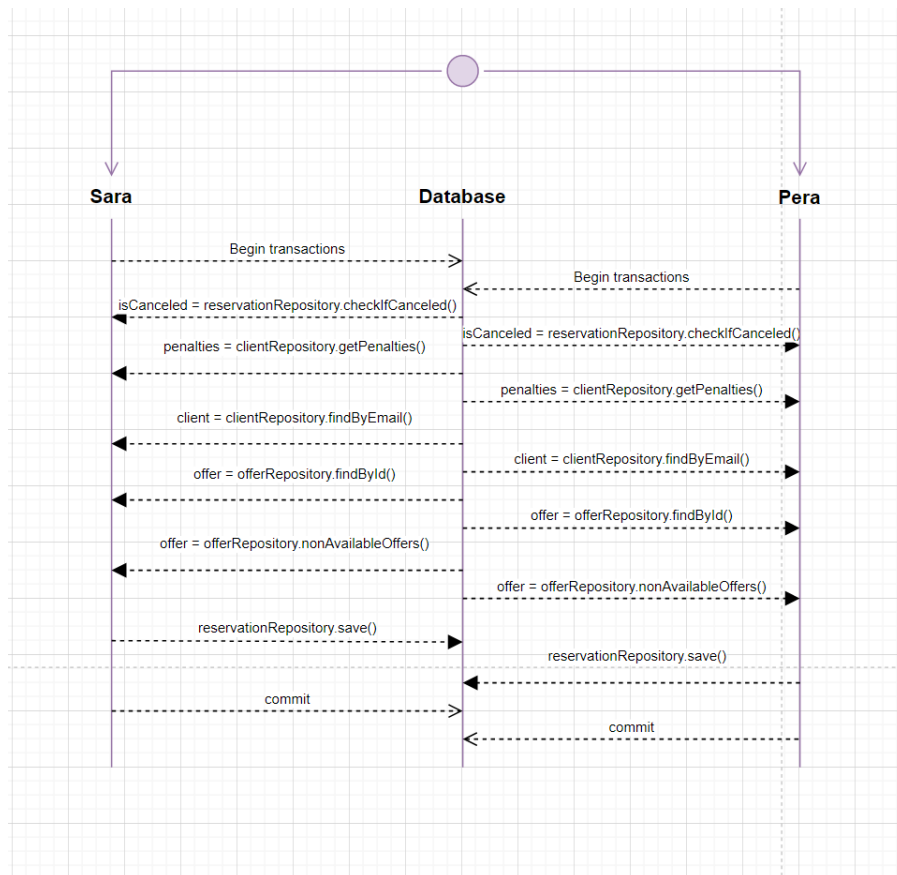 Sara
Database
Pera
Begin transactions
Begin transactions
isCanceled = reservationRepository.checkIfCanceled()
isCanceled = reservationRepository.checkIfCanceled()
penalties = clientRepository.getPenalties()
penalties = clientRepository.getPenalties()
client = clientRepository.findByEmail()
client = clientRepository.findByEmail()
offer = offerRepository.findById()
offer = offerRepository.findById()
offer = offerRepository.nonAvailableOffers()
offer = offerRepository.nonAvailableOffers()
reservationRepository.save()
reservationRepository.save()
commit
commit